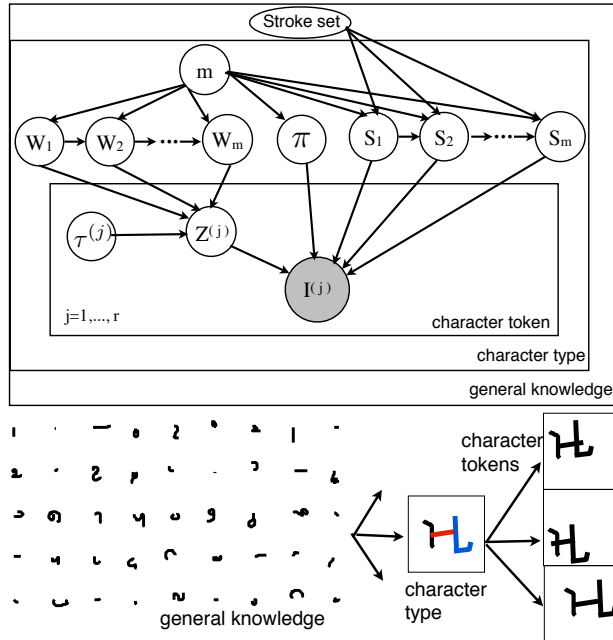 Stroke set
m
W1 W2 ... Wm π S1 S2 ... Sm
τ(j) Z(j)
I(j)
j=1,..., r
character token
character type
general knowledge
character
tokens
character
type
general knowledge